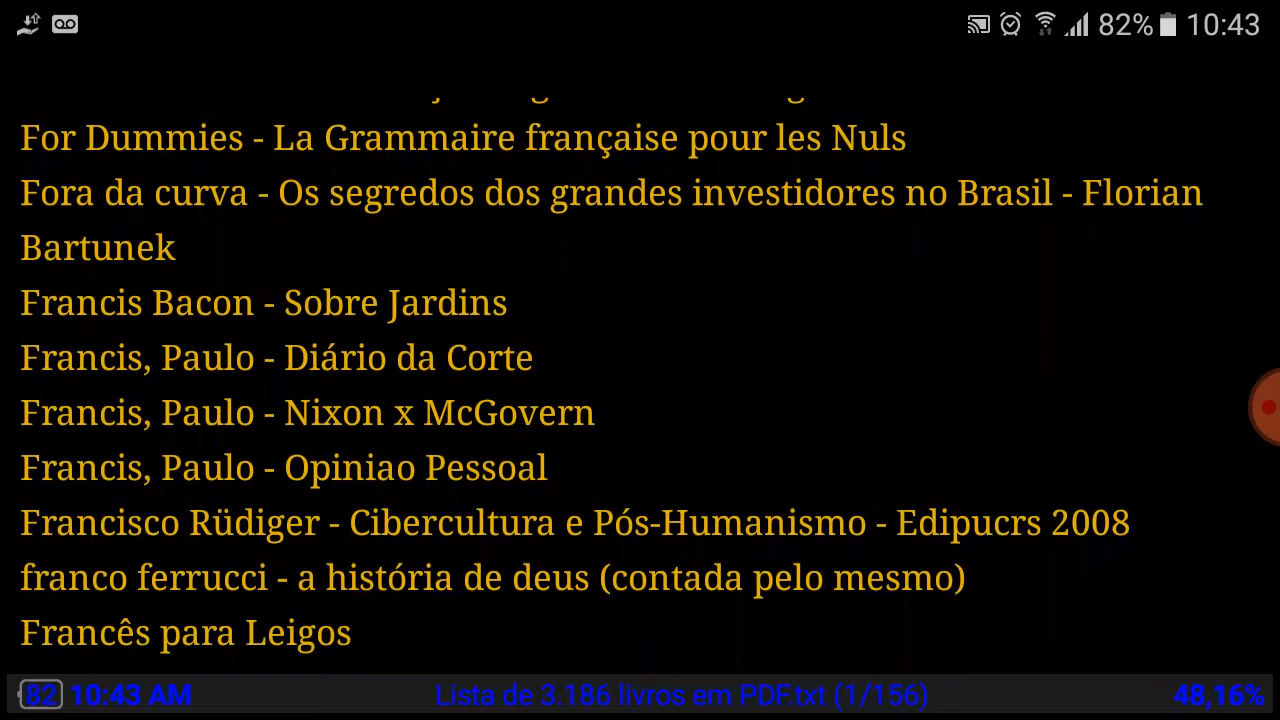 82% 10:43
For Dummies - La Grammaire française pour les Nuls
Fora da curva - Os segredos dos grandes investidores no Brasil - Florian
Bartunek
Francis Bacon - Sobre Jardins
Francis, Paulo - Diário da Corte
Francis, Paulo - Nixon x McGovern
Francis, Paulo - Opiniao Pessoal
Francisco Rüdiger - Cibercultura e Pós-Humanismo - Edipucrs 2008
franco ferrucci - a história de deus (contada pelo mesmo)
Francês para Leigos
82 10:43 AM Lista de 3.186 livros em PDF.txt (1/156) 48,16%